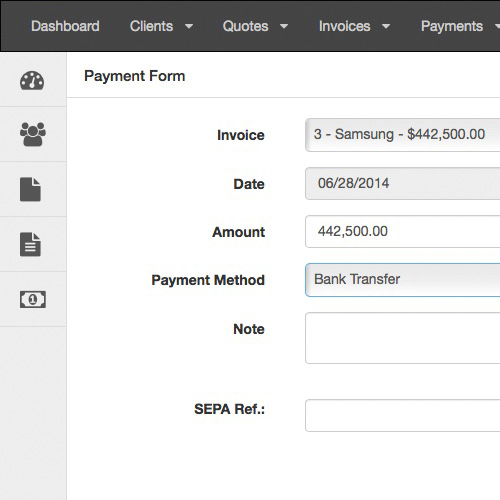 Dashboard Clients Quotes Invoices Payments
Payment Form
Invoice 3 - Samsung - $442,500.00
Date 06/28/2014
Amount 442,500.00
Payment Method Bank Transfer
Note
SEPA Ref.:
1